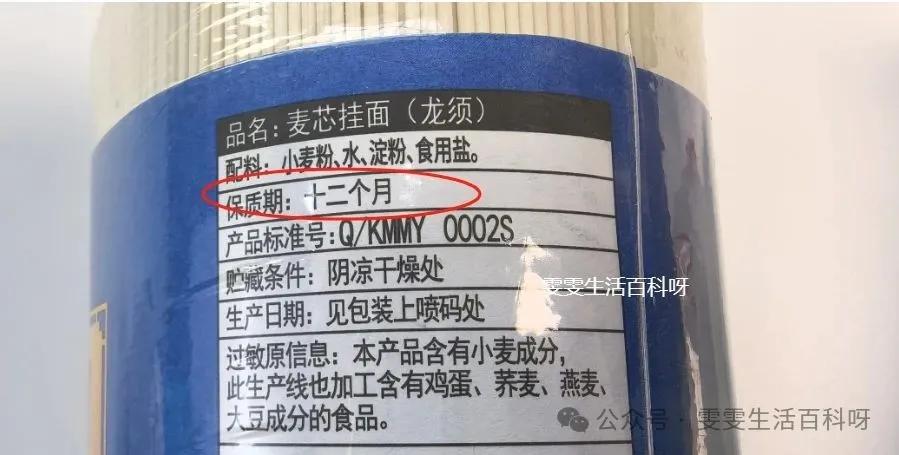 品名：麦芯挂面（龙须）
配料：小麦粉、水、淀粉、食用盐。
保质期：十二个月
产品标准号：Q/KMMY 0002S
贮藏条件：阴凉干燥处
雯雯生活百科呀
生产日期：见包装上喷码处
过敏原信息：本产品含有小麦成分，
此生产线也加工含有鸡蛋、荞麦、燕麦、
大豆成分的食品。
公众号·雯雯生活百科呀